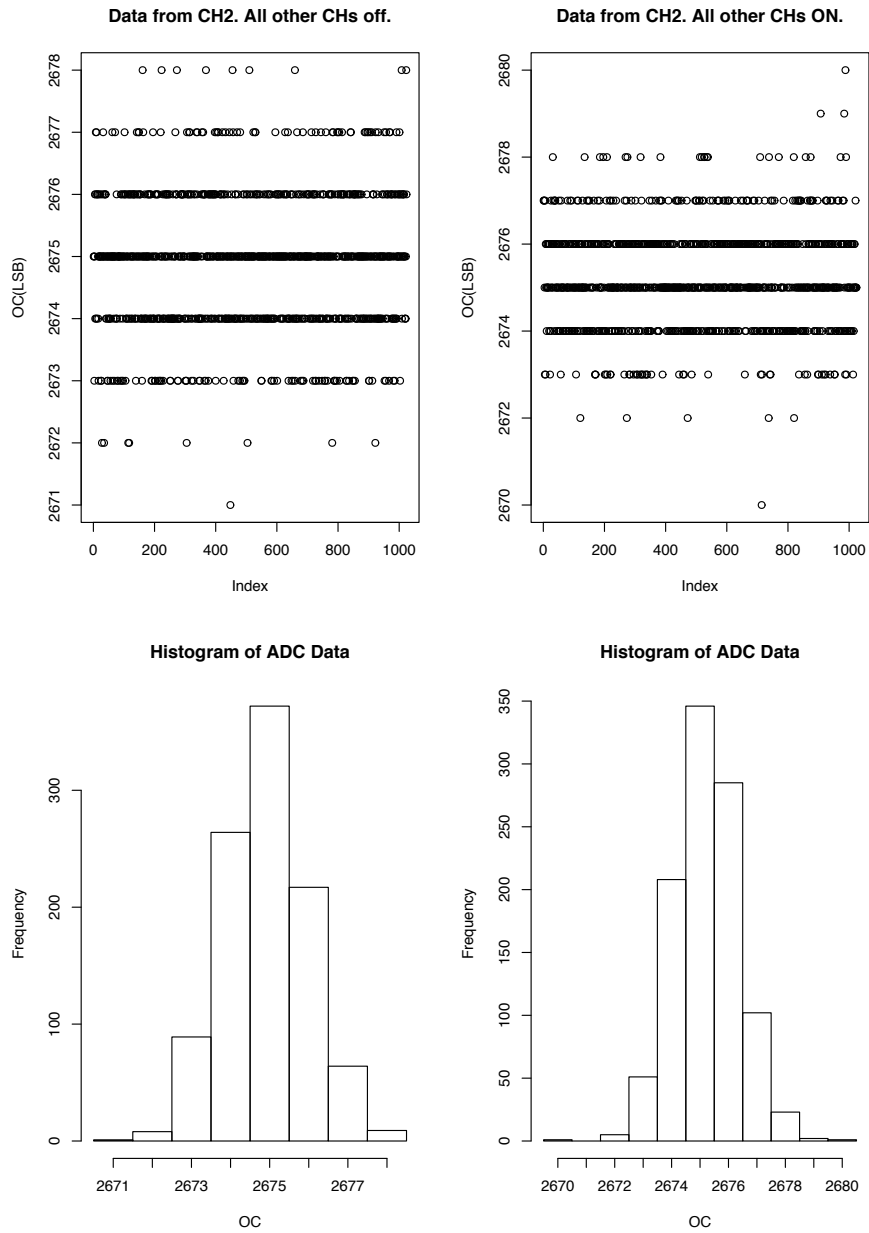 Data from CH2. All other CHs off.
2671 2672 2673 2674 2675 2676 2677 2678
OC(LSB)
0 200 400 600 800 1000
Index
Data from CH2. All other CHs ON.
2670 2672 2674 2676 2678 2680
OC(LSB)
0 200 400 600 800 1000
Index
Histogram of ADC Data
0 100 200 300
Frequency
2671 2673 2675 2677
OC
Histogram of ADC Data
0 50 100 150 200 250 300 350
Frequency
2670 2672 2674 2676 2678 2680
OC